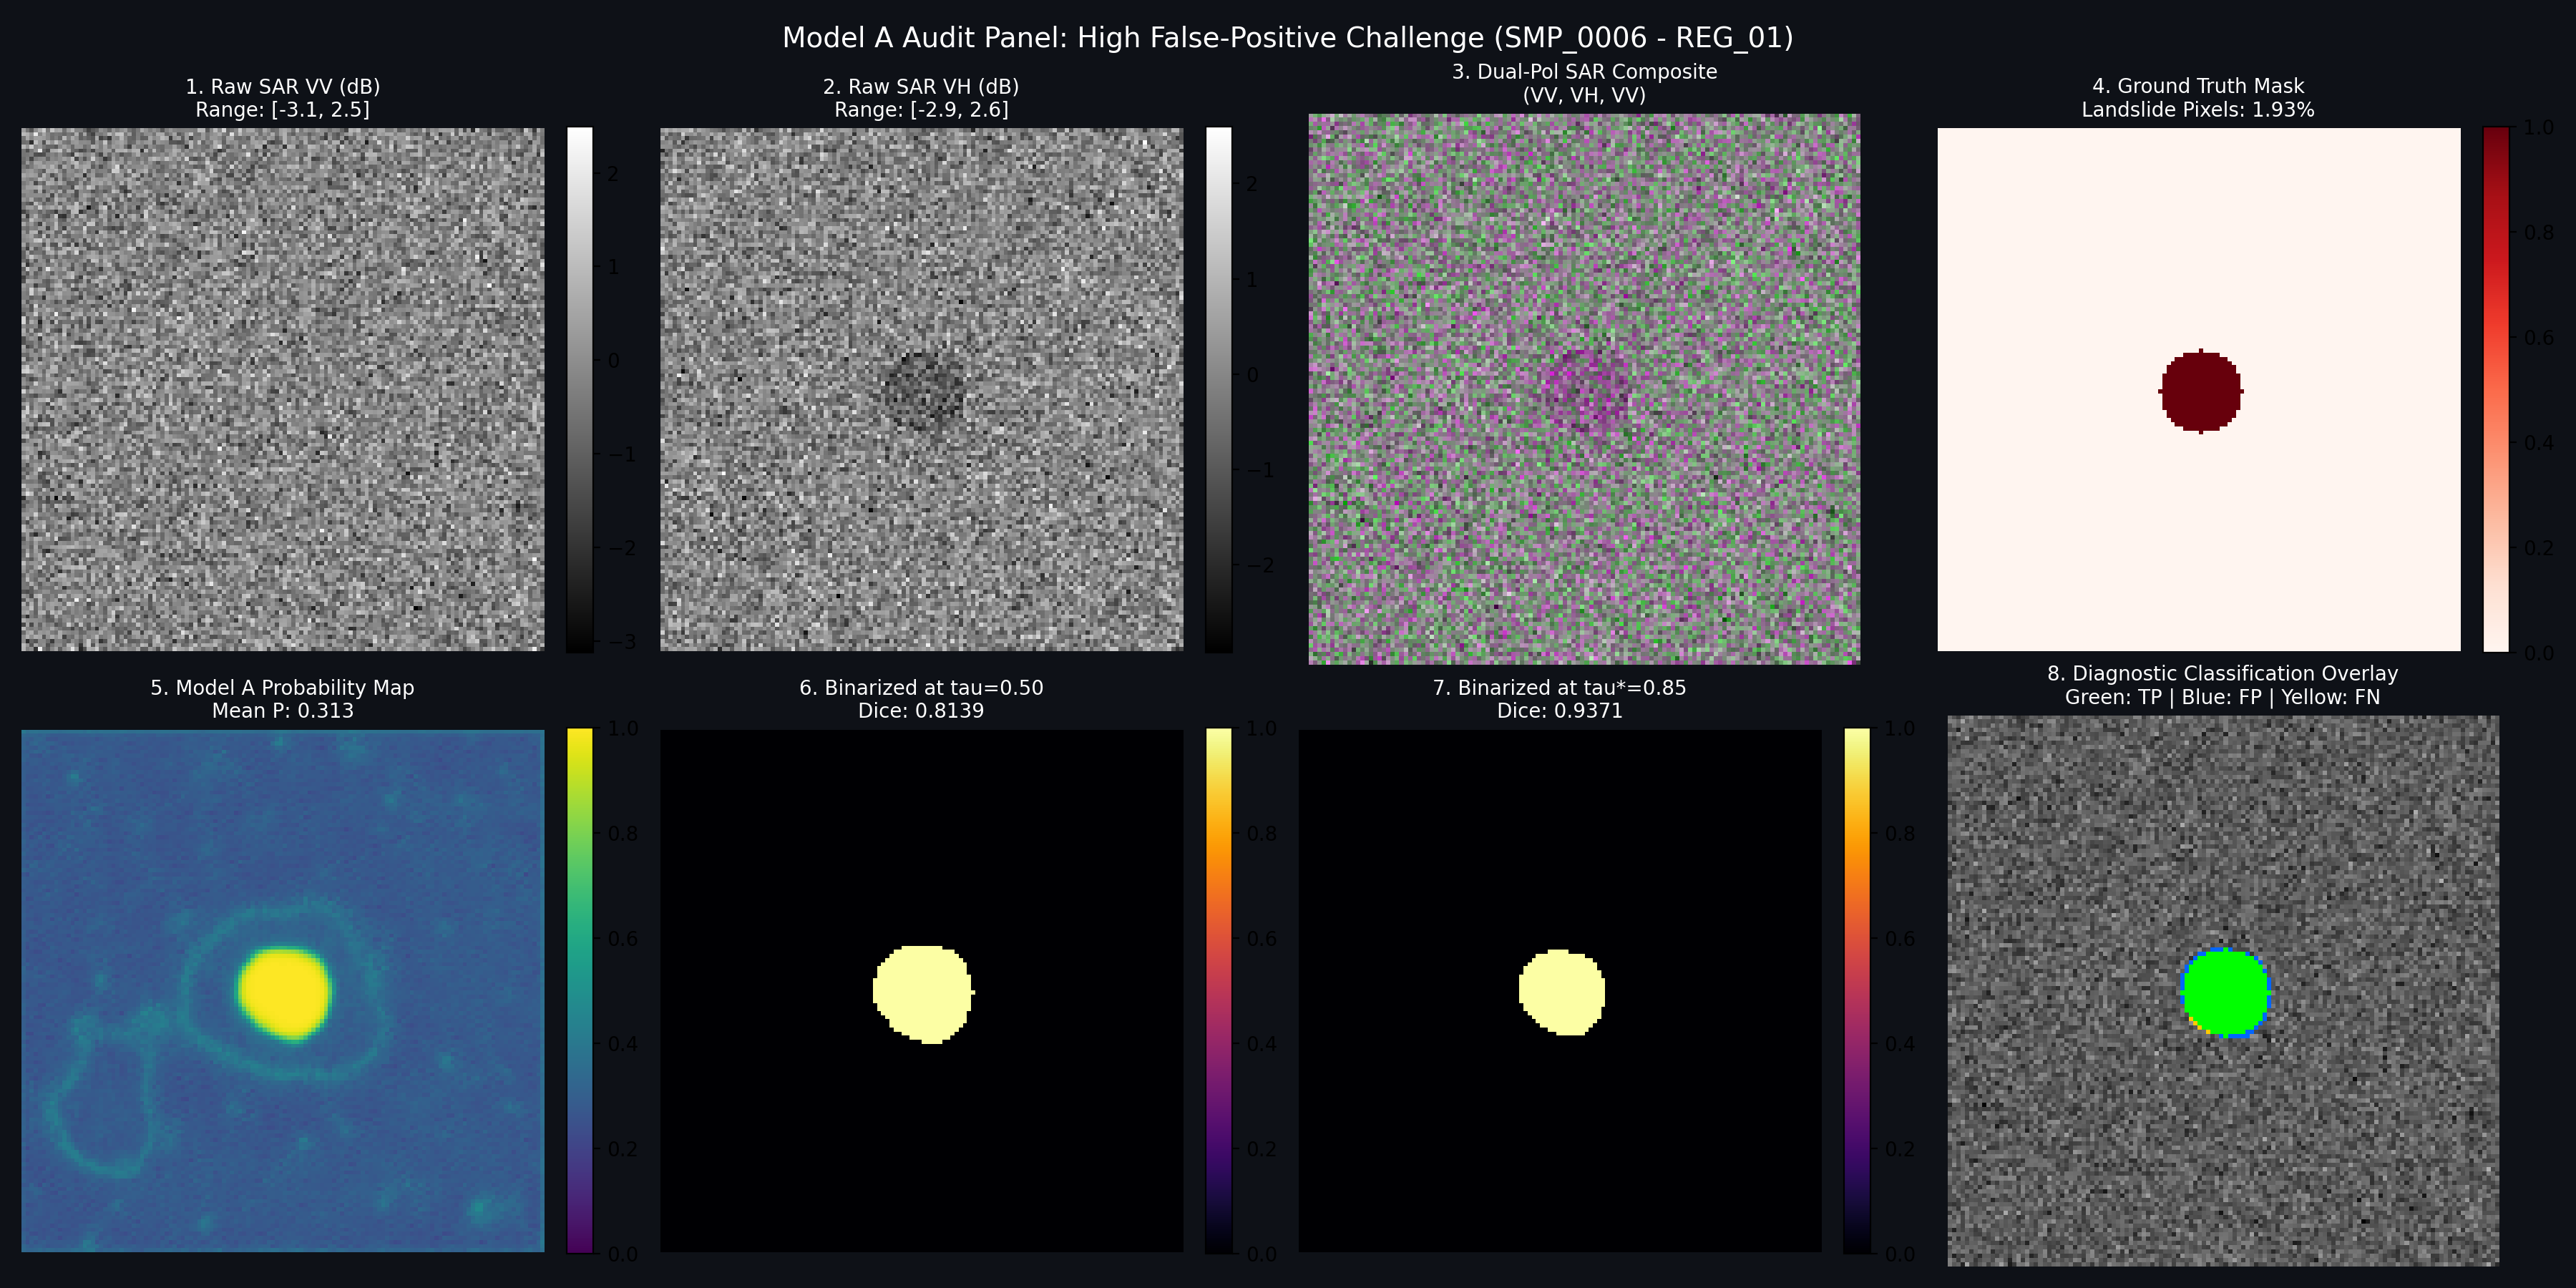 Model A Audit Panel: High False-Positive Challenge (SMP_0006 - REG_01)
1. Raw SAR VV (dB)
Range: [-3.1, 2.5]
2
1
0
−1
−2
−3
2. Raw SAR VH (dB)
Range: [-2.9, 2.6]
2
1
0
−1
−2
3. Dual-Pol SAR Composite
(VV, VH, VV)
4. Ground Truth Mask
Landslide Pixels: 1.93%
1.0
0.8
0.6
0.4
0.2
0.0
5. Model A Probability Map
Mean P: 0.313
1.0
0.8
0.6
0.4
0.2
0.0
6. Binarized at tau=0.50
Dice: 0.8139
1.0
0.8
0.6
0.4
0.2
0.0
7. Binarized at tau*=0.85
Dice: 0.9371
1.0
0.8
0.6
0.4
0.2
0.0
8. Diagnostic Classification Overlay
Green: TP | Blue: FP | Yellow: FN